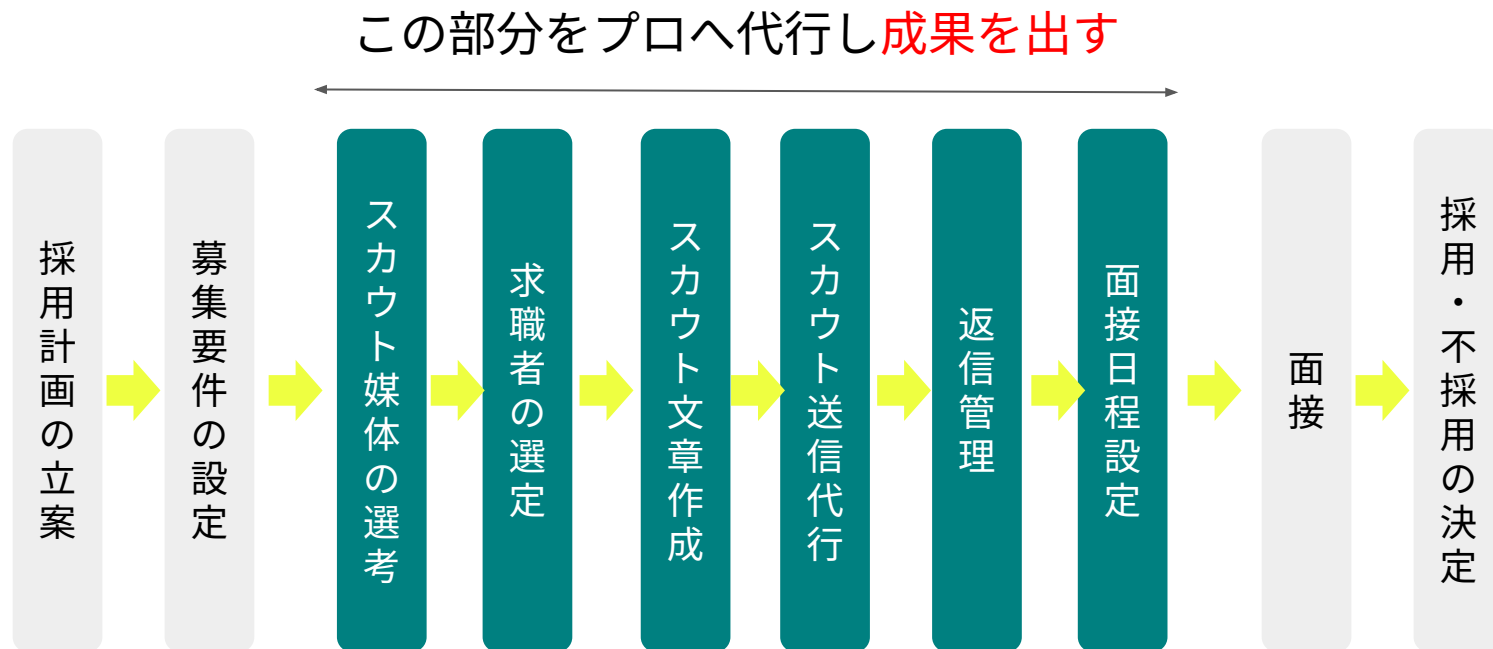 この部分をプロへ代行し成果を出す
採用計画の立案
募集要件の設定
スカウト媒体の選考
求職者の選定
スカウト文章作成
スカウト送信代行
返信管理
面接日程設定
面接
採用・不採用の決定